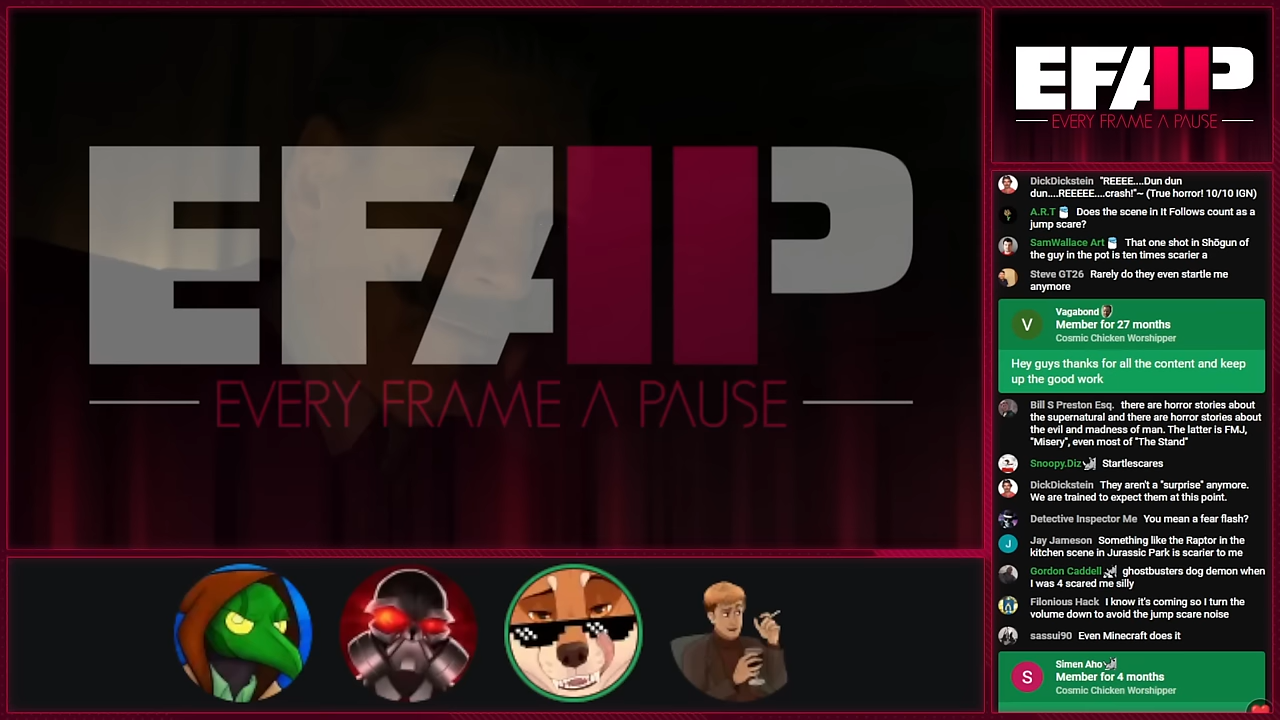 EFAP
EVERY FRAME A PAUSE
EFAP
EVERY FRAME A PAUSE
DickDickstein "REEEE....Dun dun
dun....REEEEE....crash!"~ (True horror! 10/10 IGN)
A.R.T Does the scene in It Follows count as a
jump scare?
SamWallace Art That one shot in Shōgun of
the guy in the pot is ten times scarier a
Steve GT26 Rarely do they even startle me
anymore
V
Vagabond
Member for 27 months
Cosmic Chicken Worshipper
Hey guys thanks for all the content and keep
up the good work
Bill S Preston Esq. there are horror stories about
the supernatural and there are horror stories about
the evil and madness of man. The latter is FMJ,
"Misery", even most of "The Stand"
Snoopy.Diz Startlescares
DickDickstein They aren't a "surprise" anymore.
We are trained to expect them at this point.
Detective Inspector Me You mean a fear flash?
J
Jay Jameson Something like the Raptor in the
kitchen scene in Jurassic Park is scarier to me
Gordon Caddell ghostbusters dog demon when
I was 4 scared me silly
Filonious Hack I know it's coming so I turn the
volume down to avoid the jump scare noise
sassui90 Even Minecraft does it
S
Simen Aho
Member for 4 months
Cosmic Chicken Worshipper